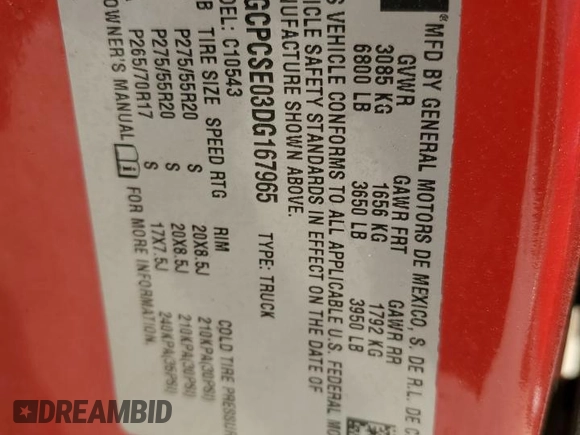 MFD BY GENERAL MOTORS DE MEXICO, S. DE R.L. DE C
GVWR GAWR FRT GAWR RR
3085 KG 1656 KG 1792 KG
6800 LB 3650 LB 3950 LB
VEHICLE CONFORMS TO ALL APPLICABLE U.S. FEDERAL MO
HICLE SAFETY STANDARDS IN EFFECT ON THE DATE OF
NUFACTURE SHOWN ABOVE.
GCPCSE03DG167965 TYPE: TRUCK
DEL: C10543
TIRE SIZE SPEED RTG RIM COLD TIRE PRESSUR
P275/55R20 S 20X8.5J 210KPA(30PSI)
P275/55R20 S 20X8.5J 210KPA(30PSI)
P265/70R17 S 17X7.5J 240KPA(35PSI)
OWNER'S MANUAL i FOR MORE INFORMATION.
DREAMBID